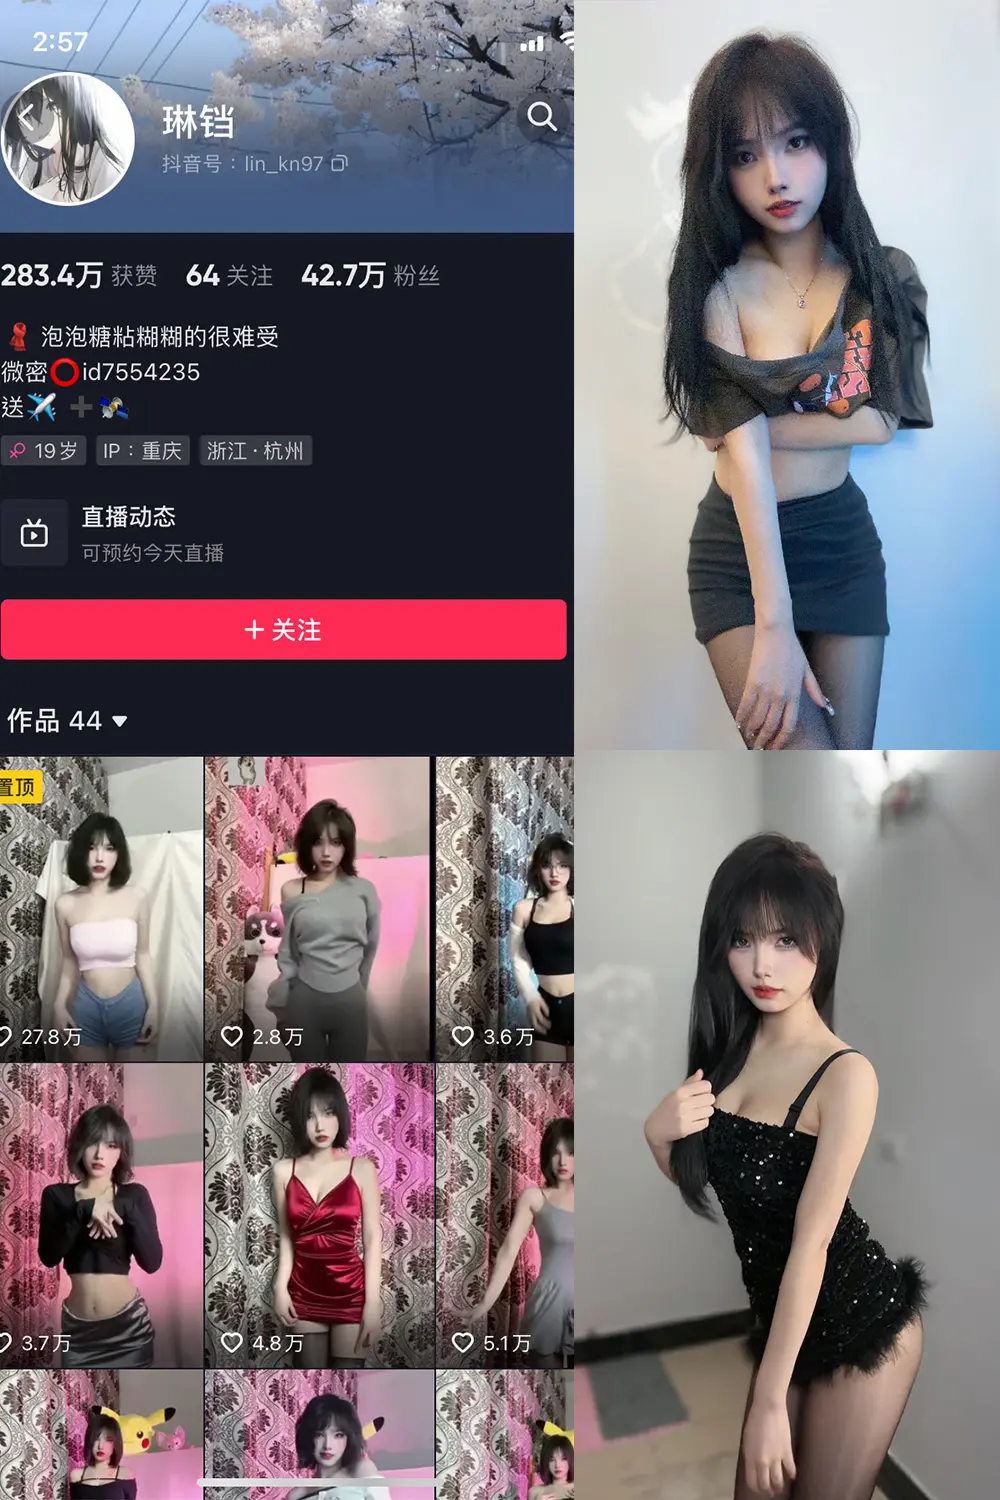 2:57
琳铛
抖音号：lin_kn97
283.4万 获赞 64 关注 42.7万 粉丝
泡泡糖粘糊糊的很难受
微密⭕id7554235
送✈️➕🛰️
♀ 19岁 IP：重庆 浙江·杭州
直播动态
可预约今天直播
+ 关注
作品 44
置顶
27.8万 2.8万 3.6万
3.7万 4.8万 5.1万